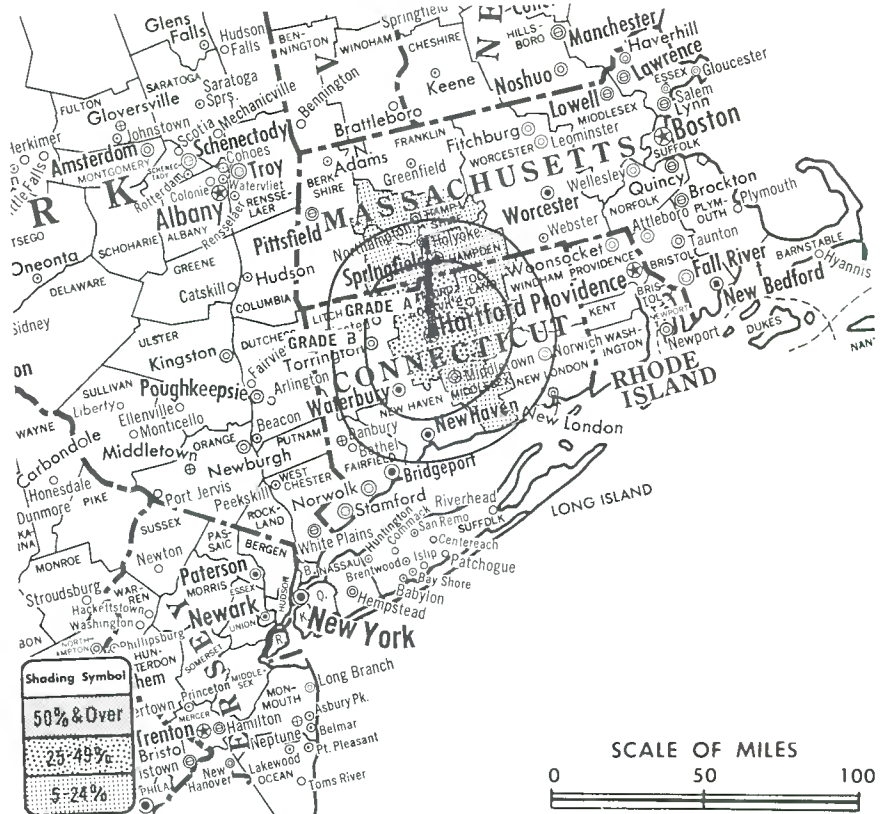 Glens Falls
Hudson Falls
BENNINGTON
WINDHAM
Springfield
CHESHIRE
N E
HILLSBORO
Manchester
Haverhill
Lawrence
ESSEX
Gloucester
V
FULTON
SARATOGA
Saratoga Sprs.
Gloversville
Mechanicville
Bennington
Keene
Noshuo
Lowell
MIDDLESEX
Salem
Lynn
Johnstown
Scotia
Brattleboro
Boston
SUFFOLK
Amsterdam
Schenectody
MONTGOMERY
Cohoes
Troy
N. Adams
FRANKLIN
Greenfield
Fitchburg
Leominster
WORCESTER
Wellesley
Quincy
Rotterdam
Colonie
Watervliet
RENSSELAER
BERKSHIRE
MASSACHUSETTS
R K
Albany
Rensselaer
Worcester
NORFOLK
Brockton
PLYMOUTH
Plymouth
SCHOHARIE
ALBANY
Pittsfield
Northampton
Holyoke
Webster
Attleboro
Taunton
Oneonta
GREENE
Hudson
Springfield
HAMPDEN
Woonsocket
PROVIDENCE
BRISTOL
BARNSTABLE
Hyannis
DELAWARE
Catskill
WINDHAM
Fall River
COLUMBIA
GRADE A
Hartford
Providence
BRISTOL
New Bedford
Sidney
ULSTER
GRADE B
KENT
NEWPORT
Newport
DUKES
Kingston
Torrington
CONNECTICUT
Norwich
WASHINGTON
SULLIVAN
Poughkeepsie
Arlington
Middletown
MIDDLESEX
NEW LONDON
RHODE ISLAND
Liberty
Ellenville
Monticello
Waterbury
NEW HAVEN
WAYNE
Beacon
New Haven
New London
Carbondole
Middletown
ORANGE
PUTNAM
Danbury
Bethel
Honesdale
Newburgh
FAIRFIELD
Bridgeport
Dunmore
PIKE
Port Jervis
Peekskill
WESTCHESTER
Norwolk
Stamford
LONG ISLAND
SUSSEX
ROCKLAND
Riverhead
Newton
PASSAIC
White Plains
Huntington
Commack
San Remo
SUFFOLK
MONROE
BERGEN
Centereach
Paterson
B.
NASSAU
Brentwood
Islip
Patchogue
Stroudsburg
WARREN
MORRIS
Bay Shore
Hackettstown
ESSEX
HUDSON
Q.
Babylon
Washington
Newark
K.
Hempstead
UNION
New York
Phillipsburg
R.
HUNTERDON
SOMERSET
JERSEY
Shading Symbol
50% & Over
25-49%
5-24%
Princeton
MIDDLESEX
MONMOUTH
Long Branch
MERCER
Asbury Pk.
Trenton
Hamilton
Belmar
Bristol
Neptune
Pt. Pleasant
New Hanover
Lakewood
OCEAN
Toms River
PHILA
SCALE OF MILES
0 50 100